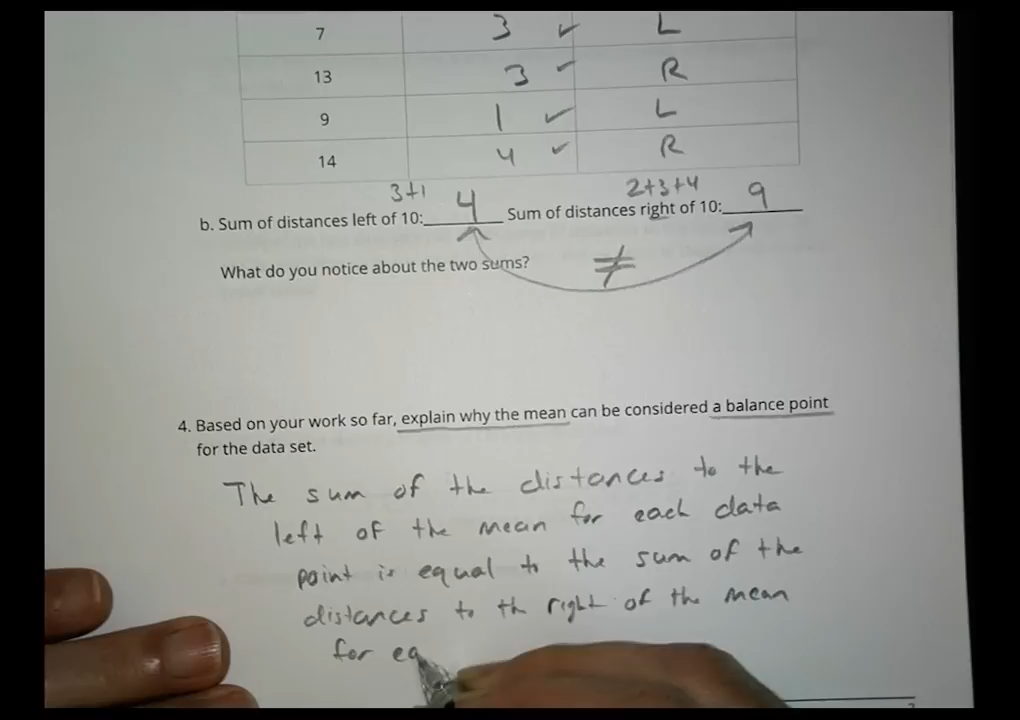 7 3 ✓ L
13 3 ✓ R
9 1 ✓ L
14 4 ✓ R
3+1 2+3+4
b. Sum of distances left of 10: 4 Sum of distances right of 10: 9
What do you notice about the two sums? ≠
4. Based on your work so far, explain why the mean can be considered a balance point
for the data set.
The sum of the distances to the
left of the mean for each data
point is equal to the sum of the
distances to th right of the mean
for ea